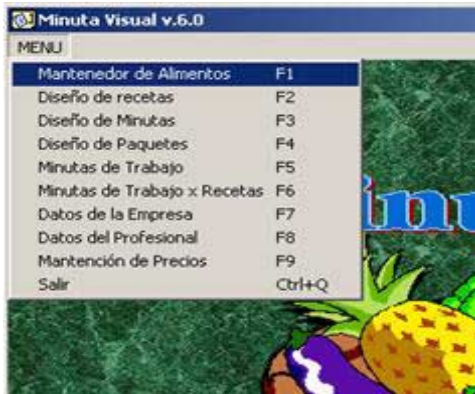 Minuta Visual v.6.0
MENU
Mantenedor de Alimentos F1
Diseño de recetas F2
Diseño de Minutas F3
Diseño de Paquetes F4
Minutas de Trabajo F5
Minutas de Trabajo x Recetas F6
Datos de la Empresa F7
Datos del Profesional F8
Mantención de Precios F9
Salir Ctrl+Q